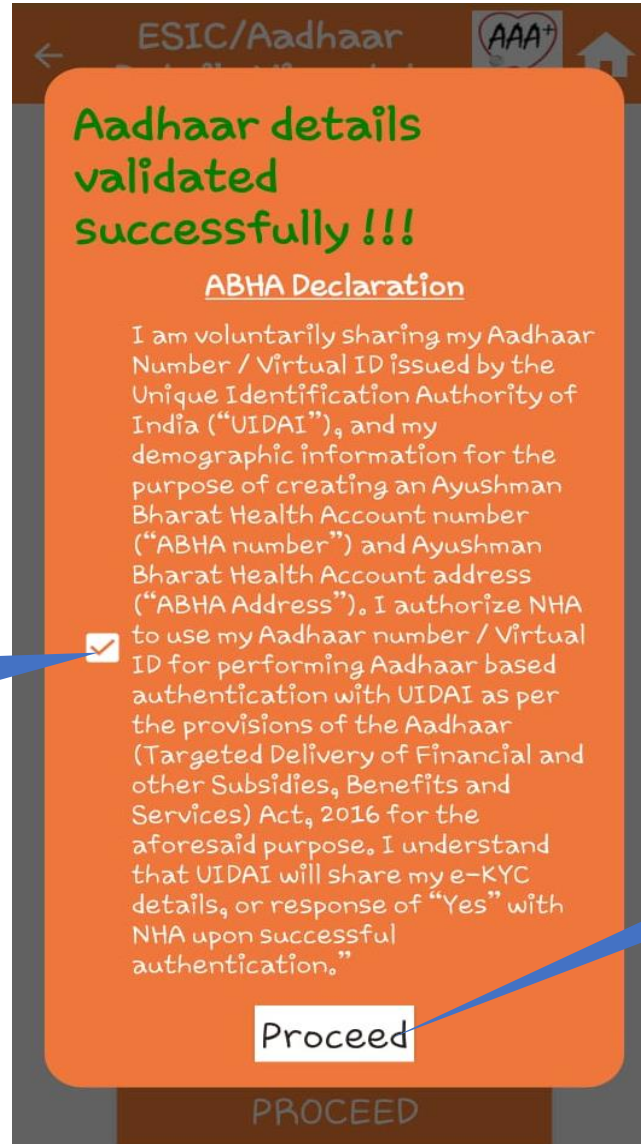 ESIC/Aadhaar
AAA+
Aadhaar details
validated
successfully !!!
ABHA Declaration
I am voluntarily sharing my Aadhaar
Number / Virtual ID issued by the
Unique Identification Authority of
India (“UIDAI”), and my
demographic information for the
purpose of creating an Ayushman
Bharat Health Account number
(“ABHA number”) and Ayushman
Bharat Health Account address
(“ABHA Address”). I authorize NHA
to use my Aadhaar number / Virtual
ID for performing Aadhaar based
authentication with UIDAI as per
the provisions of the Aadhaar
(Targeted Delivery of Financial and
other Subsidies, Benefits and
Services) Act, 2016 for the
aforesaid purpose. I understand
that UIDAI will share my e-KYC
details, or response of “Yes” with
NHA upon successful
authentication.”
Proceed
PROCEED